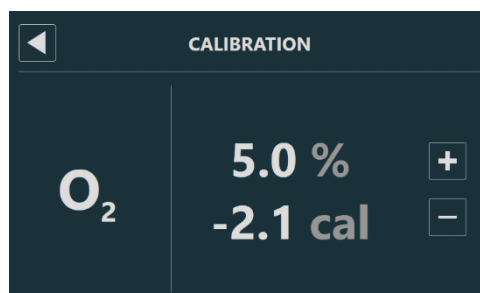 CALIBRATION
O₂
5.0 %
-2.1 cal
+
−